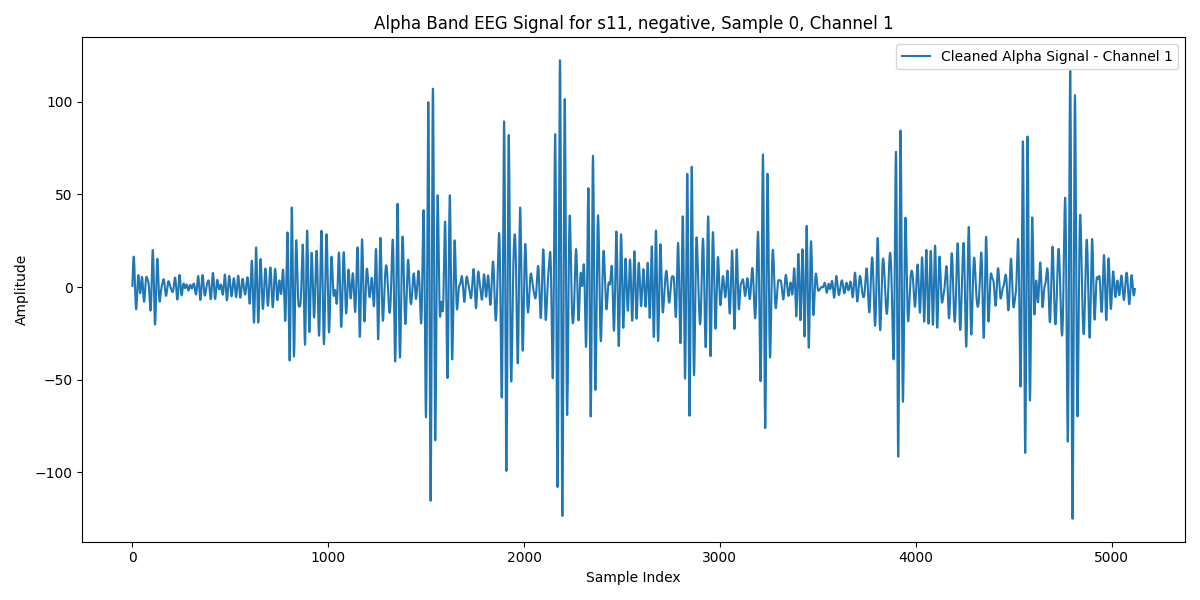 Alpha Band EEG Signal for s11, negative, Sample 0, Channel 1
Cleaned Alpha Signal - Channel 1
Amplitude
100
50
0
−50
−100
0 1000 2000 3000 4000 5000
Sample Index